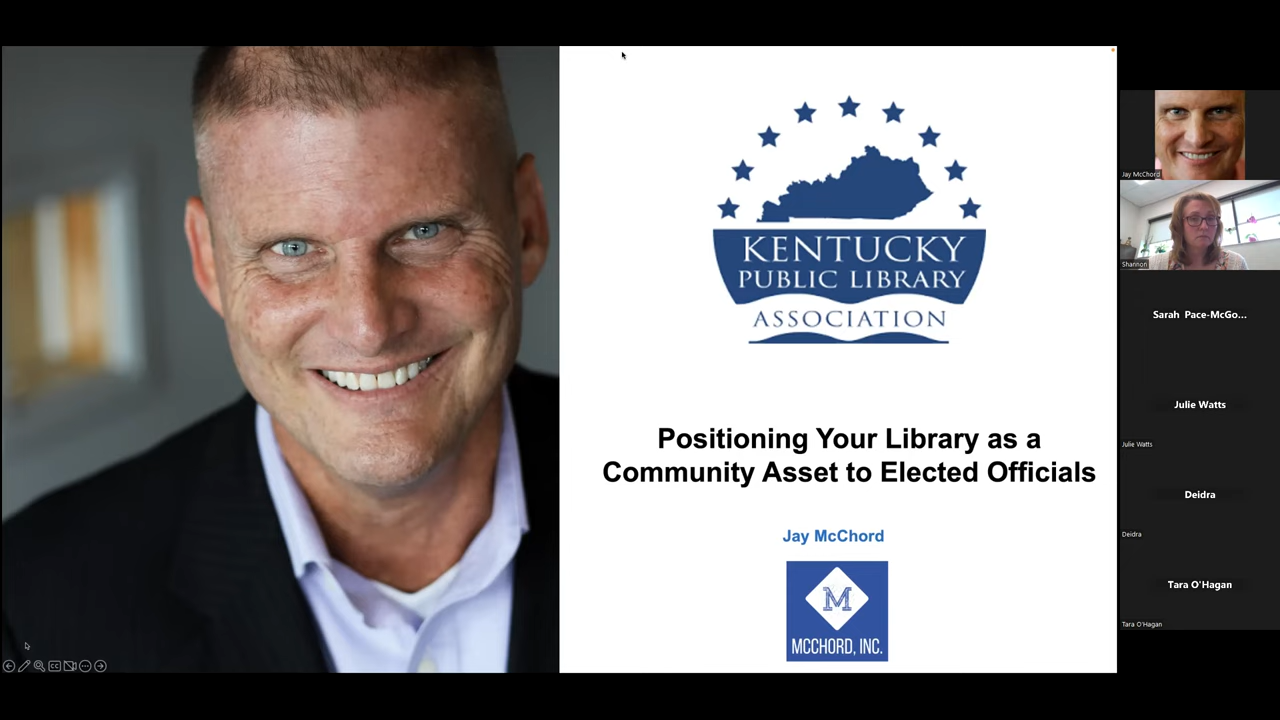 KENTUCKY
PUBLIC LIBRARY
ASSOCIATION
Positioning Your Library as a
Community Asset to Elected Officials
Jay McChord
M
MCCHORD, INC.
CC
Jay McChord
Shannon
Sarah Pace-McGo...
Julie Watts
Julie Watts
Deidra
Deidra
Tara O'Hagan
Tara O'Hagan